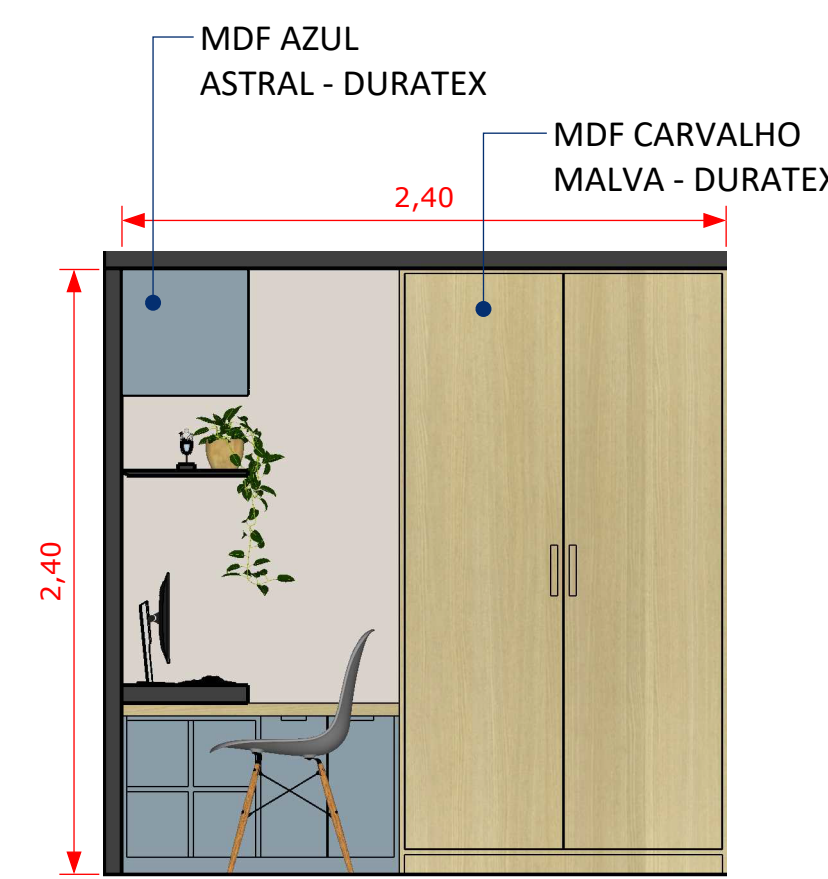 MDF AZUL
ASTRAL - DURATEX
MDF CARVALHO
MALVA - DURATEX
2,40
2,40